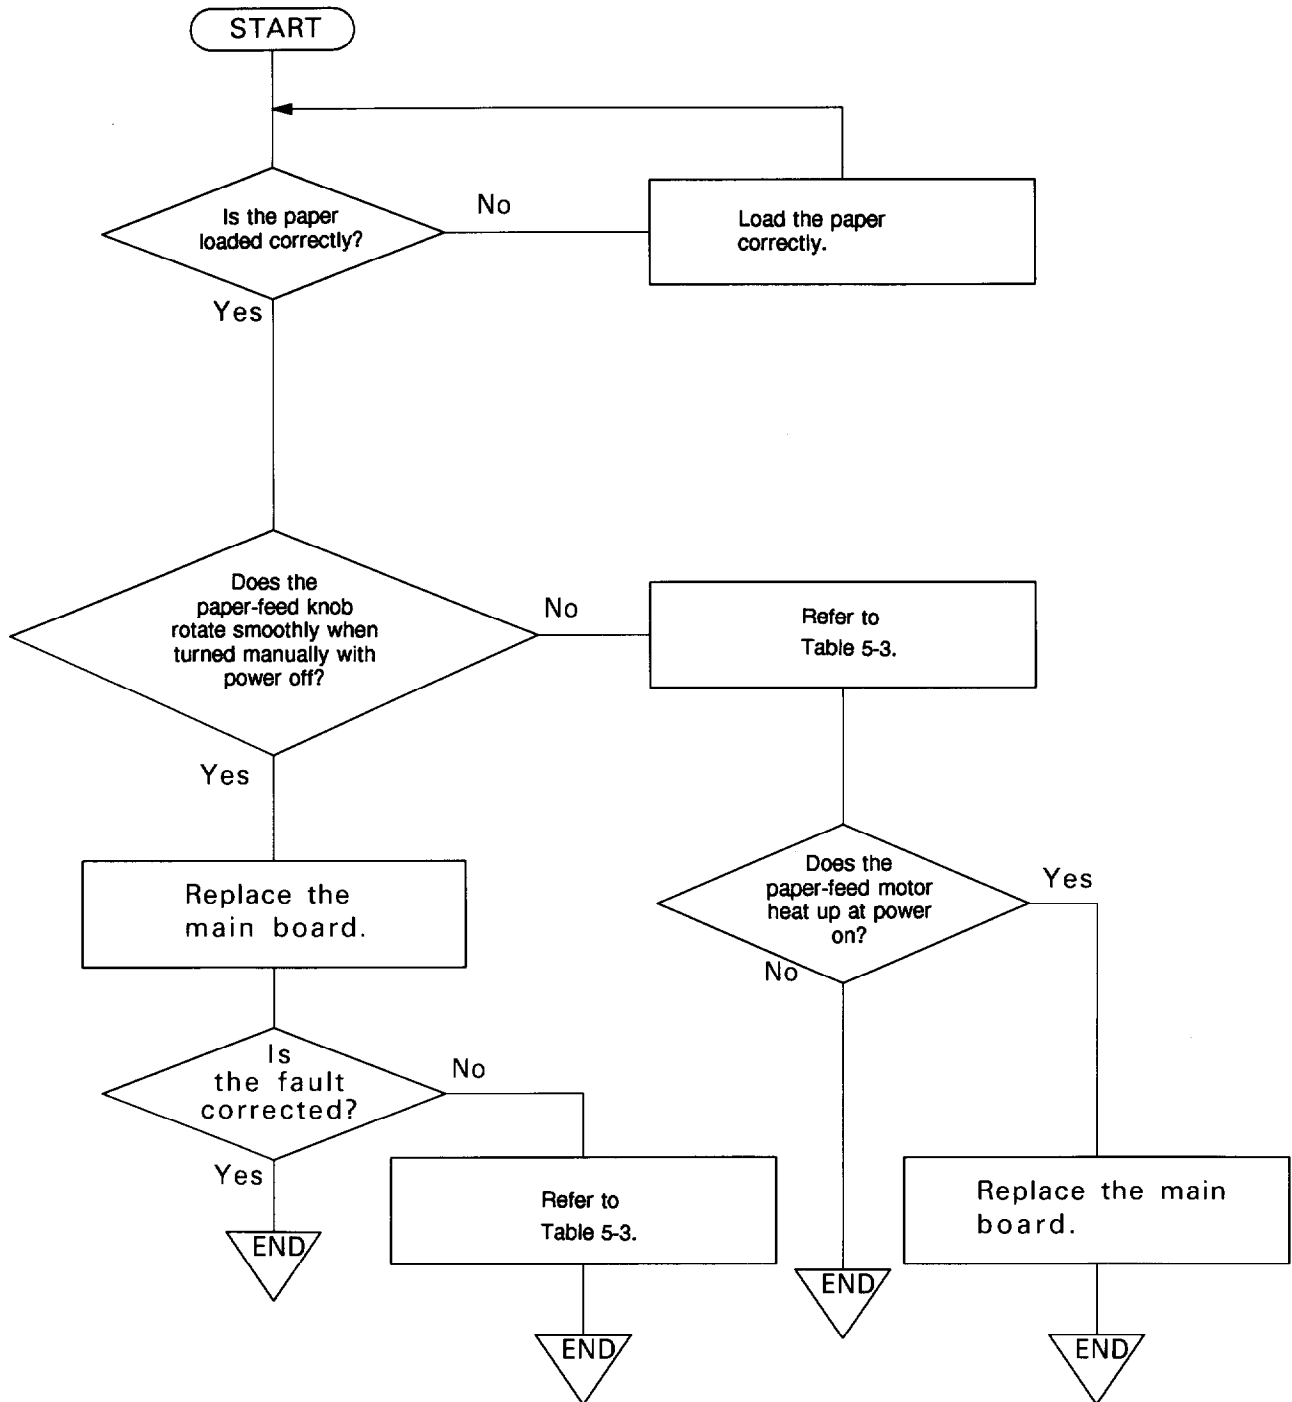 START
Is the paper
loaded correctly?
No
Load the paper
correctly.
Yes
Does the
paper-feed knob
rotate smoothly when
turned manually with
power off?
No
Refer to
Table 5-3.
Yes
Replace the
main board.
Does the
paper-feed motor
heat up at power
on?
Yes
No
Is
the fault
corrected?
No
Yes
END
Refer to
Table 5-3.
END
END
Replace the main
board.
END